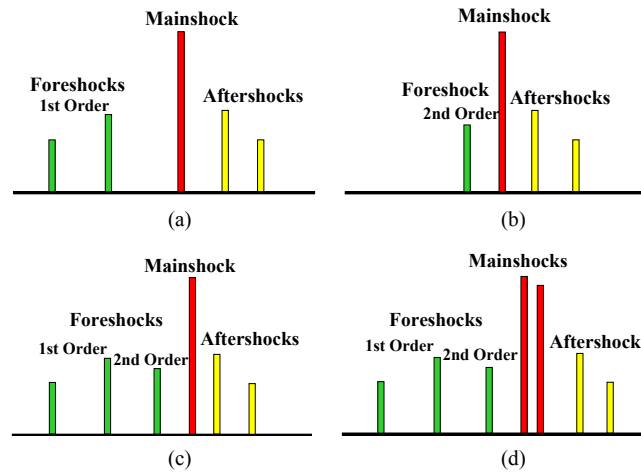 Mainshock
Foreshocks
1st Order
Aftershocks
(a)
Mainshock
Foreshock
2nd Order
Aftershocks
(b)
Mainshock
Foreshocks
1st Order
2nd Order
Aftershocks
(c)
Mainshocks
Foreshocks
1st Order
2nd Order
Aftershock
(d)